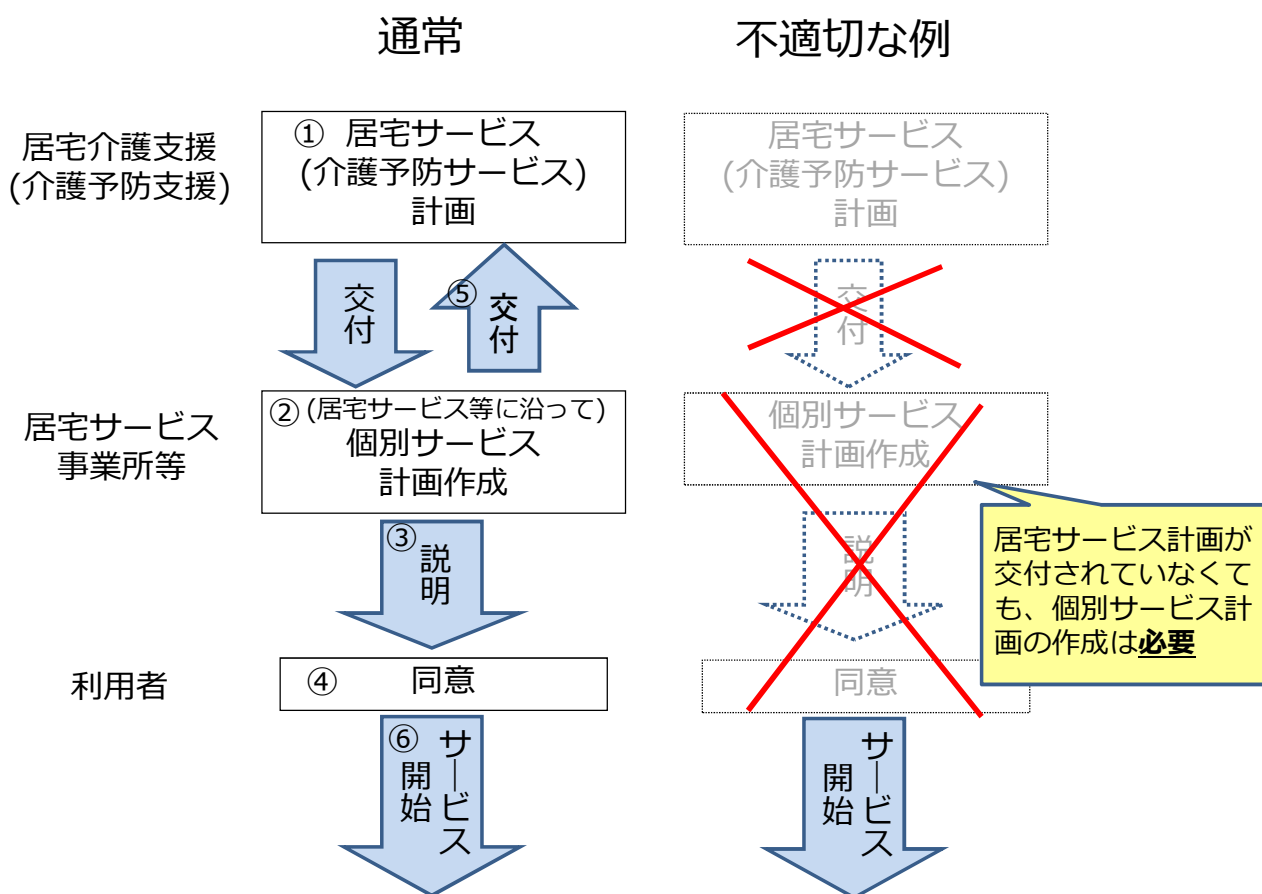 通常
不適切な例
居宅介護支援
(介護予防支援)
① 居宅サービス
(介護予防サービス)
計画
居宅サービス
(介護予防サービス)
計画
交付
⑤ 交付
交付
居宅サービス
事業所等
② (居宅サービス等に沿って)
個別サービス
計画作成
個別サービス
計画作成
③ 説明
説明
居宅サービス計画が
交付されていなくて
も、個別サービス計
画の作成は必要
利用者
④ 同意
同意
⑥ サービス
開始
サービス
開始